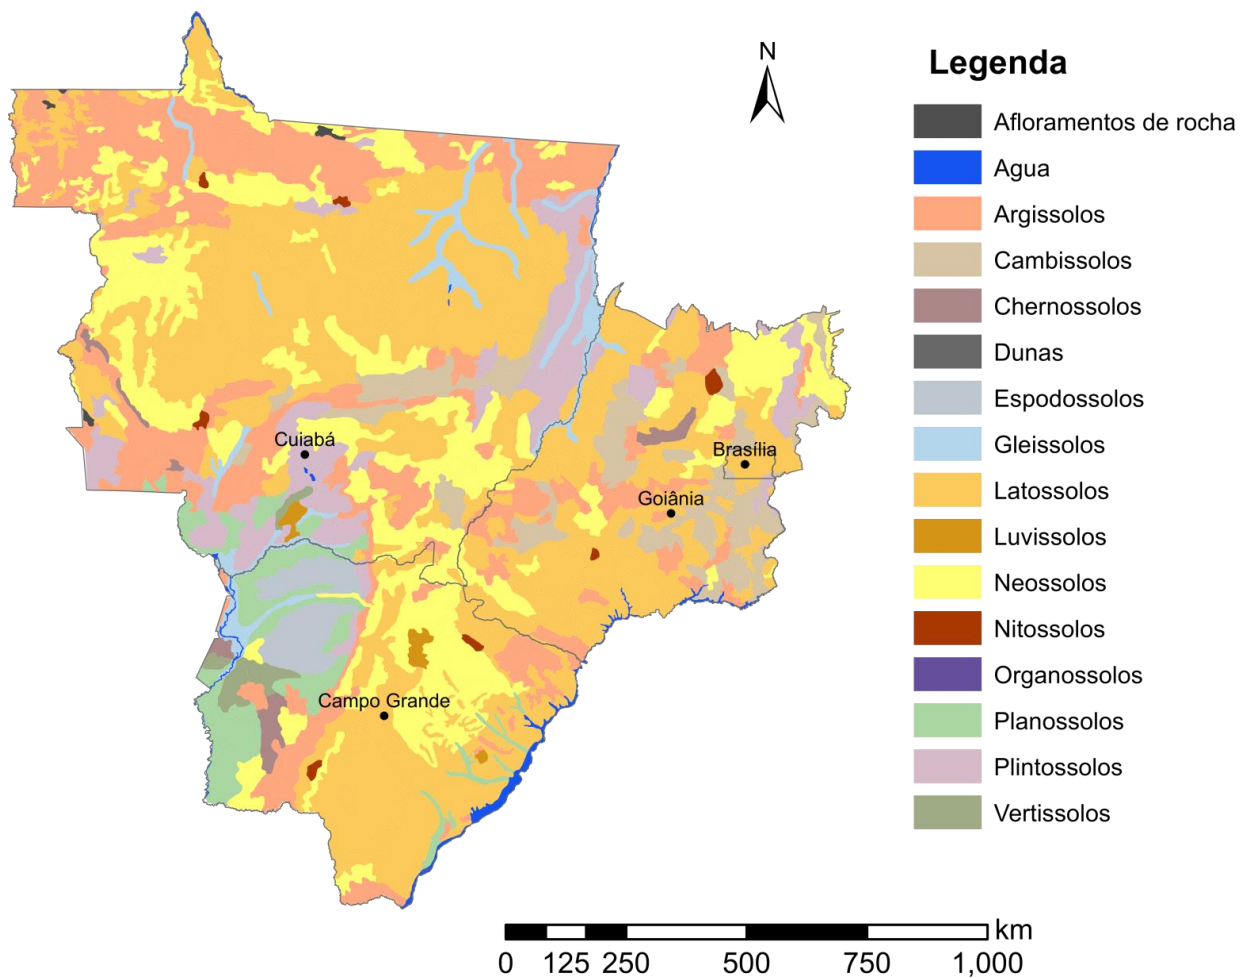 N
Legenda
Afloramentos de rocha
Agua
Argissolos
Cambissolos
Chernossolos
Dunas
Espodossolos
Gleissolos
Latossolos
Luvissolos
Neossolos
Nitossolos
Organossolos
Planossolos
Plintossolos
Vertissolos
Cuiabá
Brasília
Goiânia
Campo Grande
km
0 125 250 500 750 1,000